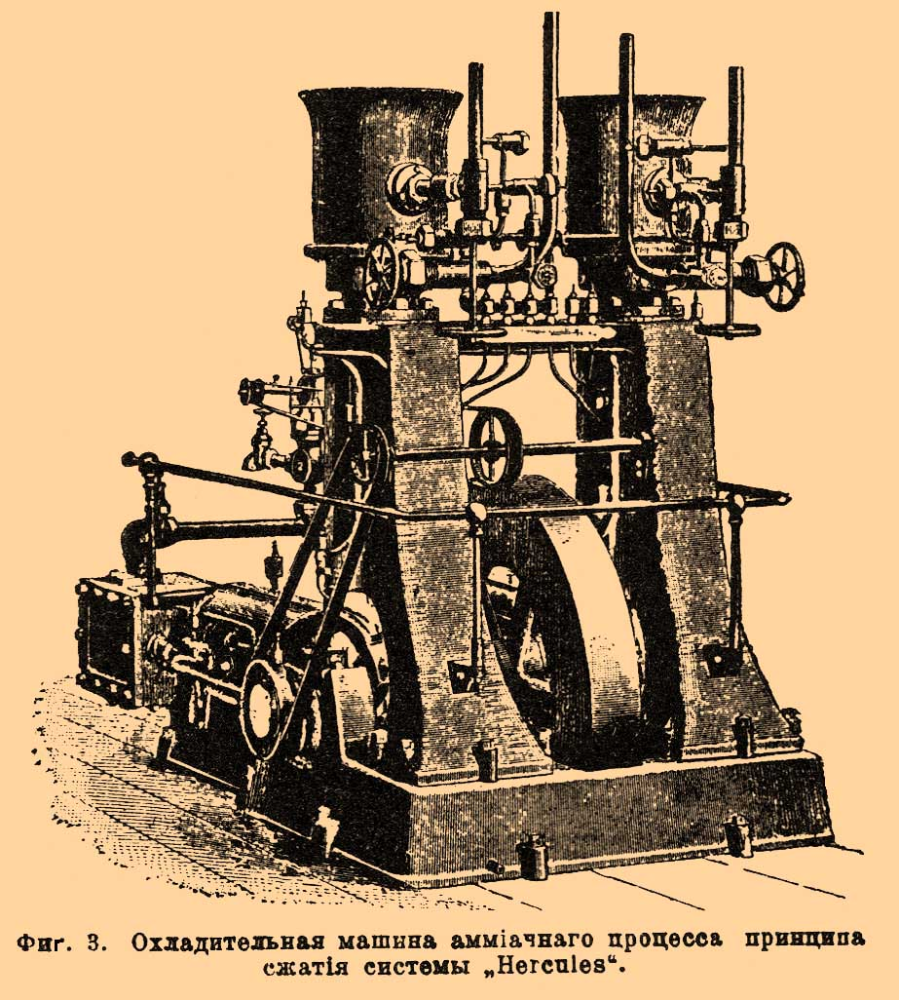 Фиг. 3. Охладительная машина амміачнаго процесса принципа
сжатія системы „Hercules“.